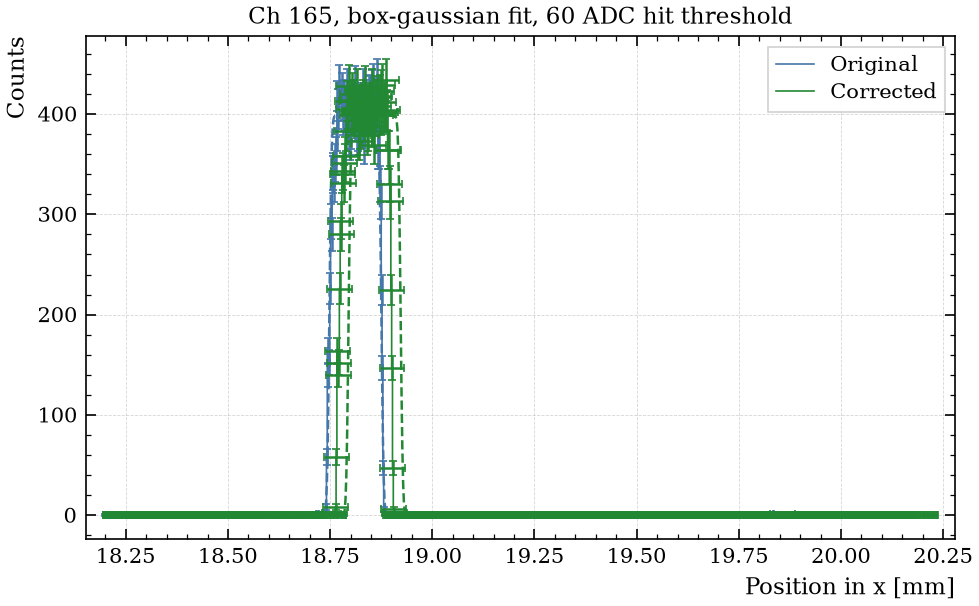 Ch 165, box-gaussian fit, 60 ADC hit threshold
Counts
Original
Corrected
400
300
200
100
0
18.25 18.50 18.75 19.00 19.25 19.50 19.75 20.00 20.25
Position in x [mm]